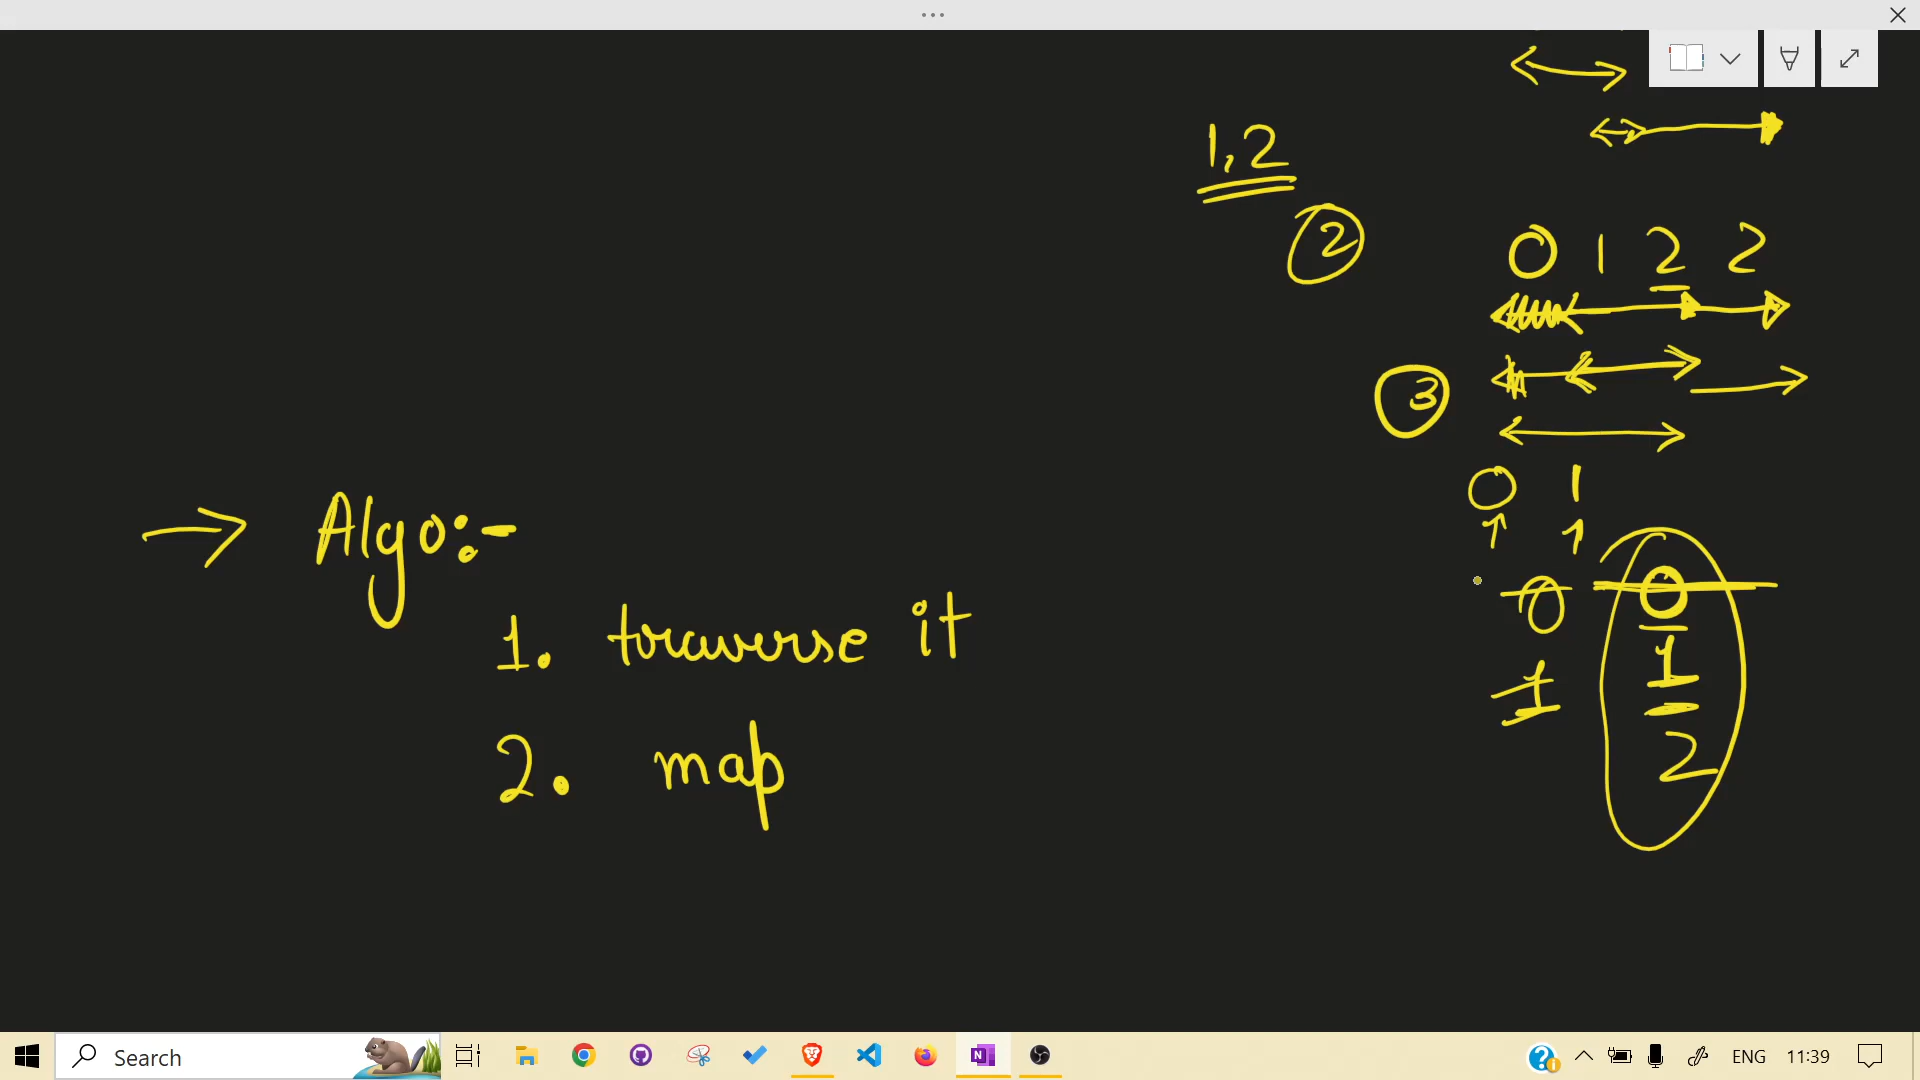 1,2
2
0 1 2 2
3
0 1
→ Algo:-
0 0
1. traverse it
1 1
2. map
2
Search
ENG 11:39